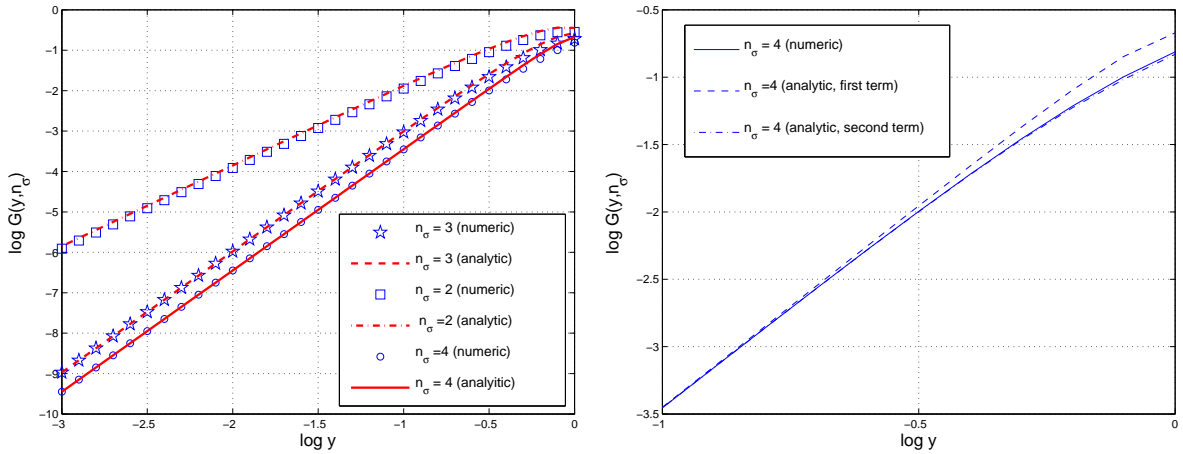 0
−1
−2
−3
−4
−5
−6
−7
−8
−9
−10
−3
−2.5
−2
−1.5
−1
−0.5
0
log y
log G(y,nσ)
nσ = 3 (numeric)
nσ = 3 (analytic)
nσ = 2 (numeric)
nσ =2 (analytic)
nσ =4 (numeric)
nσ = 4 (analyitic)
−0.5
−1
−1.5
−2
−2.5
−3
−3.5
−1
−0.5
0
log y
log G(y,nσ)
nσ = 4 (numeric)
nσ =4 (analytic, first term)
nσ = 4 (analytic, second term)